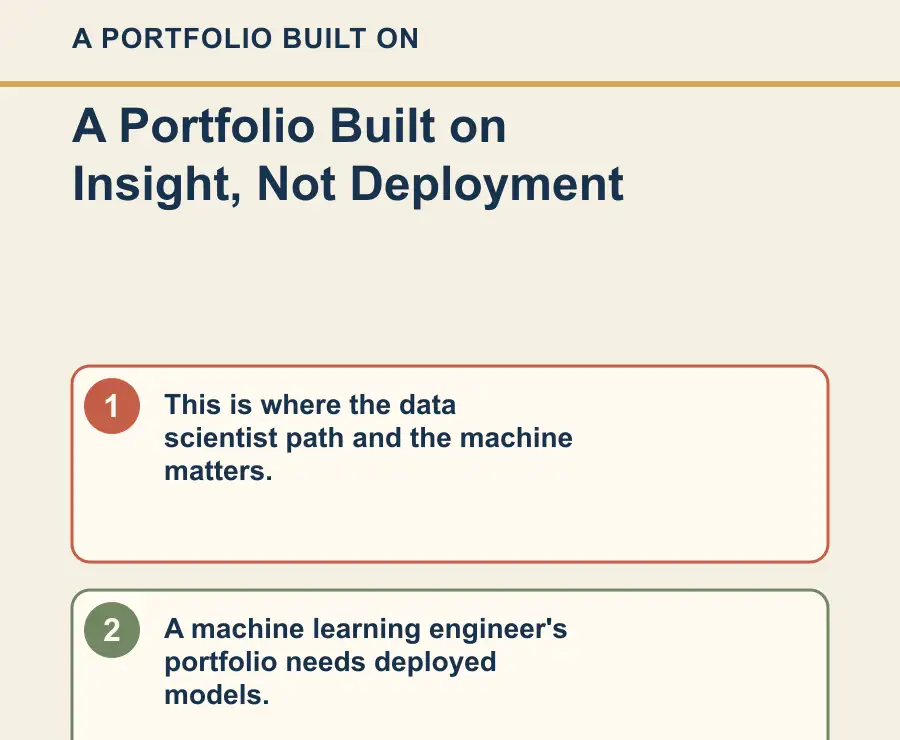 A PORTFOLIO BUILT ON
A Portfolio Built on
Insight, Not Deployment
1
This is where the data
scientist path and the machine
matters.
2
A machine learning engineer's
portfolio needs deployed
models.